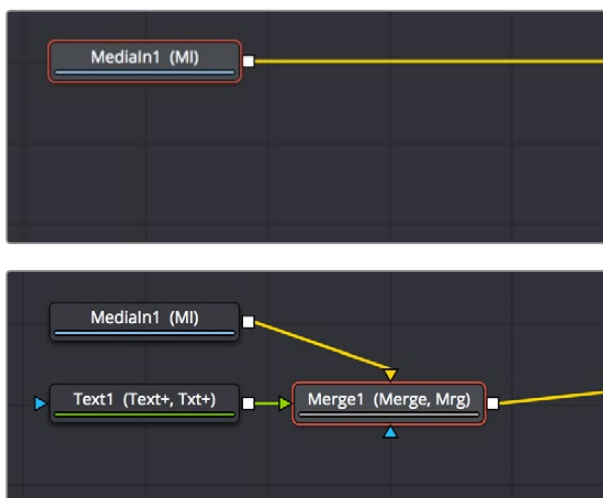 MediaIn1 (MI)
MediaIn1 (MI)
Text1 (Text+, Txt+)
Merge1 (Merge, Mrg)